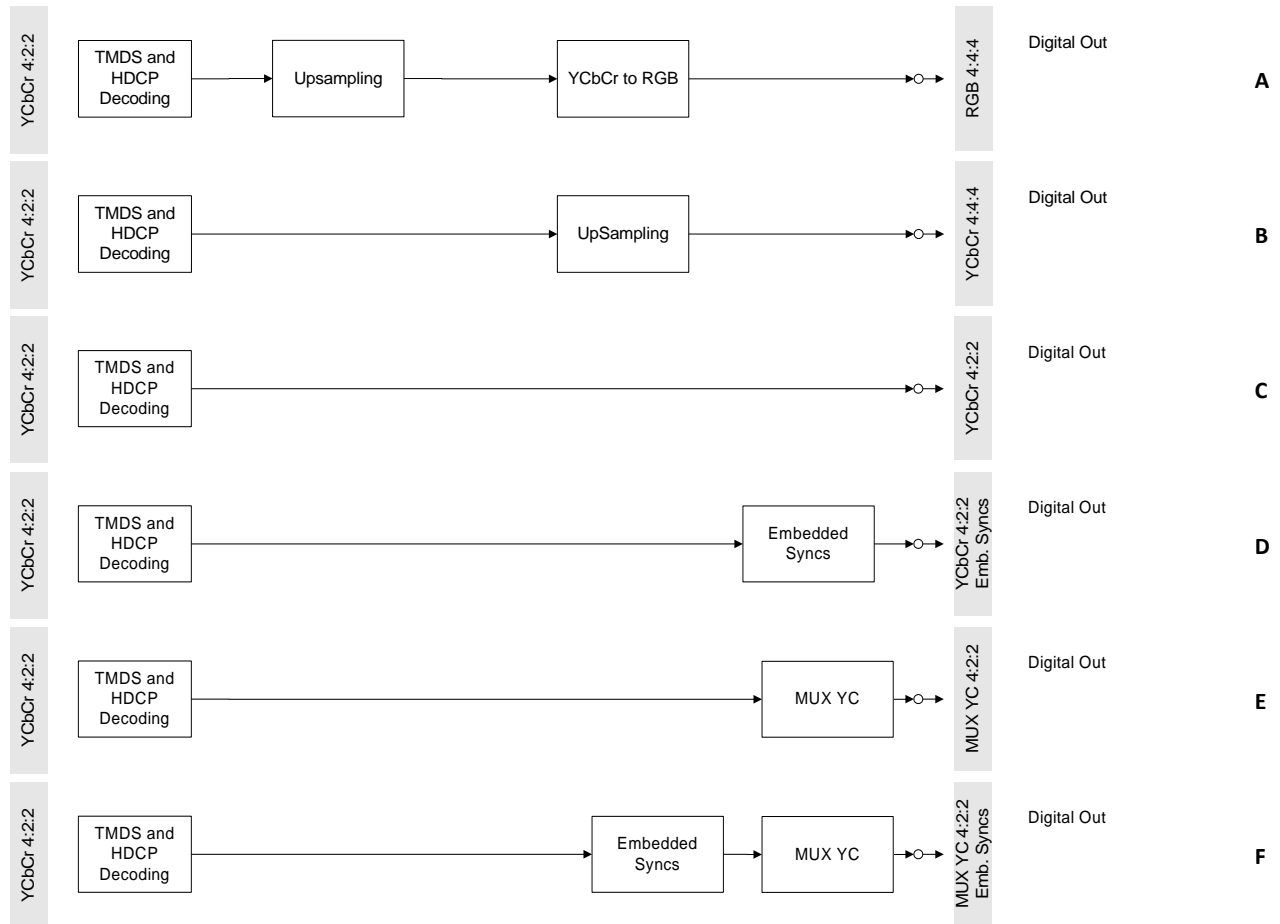 YCbCr 4:2:2
TMDS and
HDCP
Decoding
Upsampling
YCbCr to RGB
RGB 4:4:4
Digital Out
A
YCbCr 4:2:2
TMDS and
HDCP
Decoding
UpSampling
YCbCr 4:4:4
Digital Out
B
YCbCr 4:2:2
TMDS and
HDCP
Decoding
YCbCr 4:2:2
Digital Out
C
YCbCr 4:2:2
TMDS and
HDCP
Decoding
Embedded
Syncs
YCbCr 4:2:2
Emb. Syncs
Digital Out
D
YCbCr 4:2:2
TMDS and
HDCP
Decoding
MUX YC
MUX YC 4:2:2
Digital Out
E
YCbCr 4:2:2
TMDS and
HDCP
Decoding
Embedded
Syncs
MUX YC
MUX YC 4:2:2
Emb. Syncs
Digital Out
F